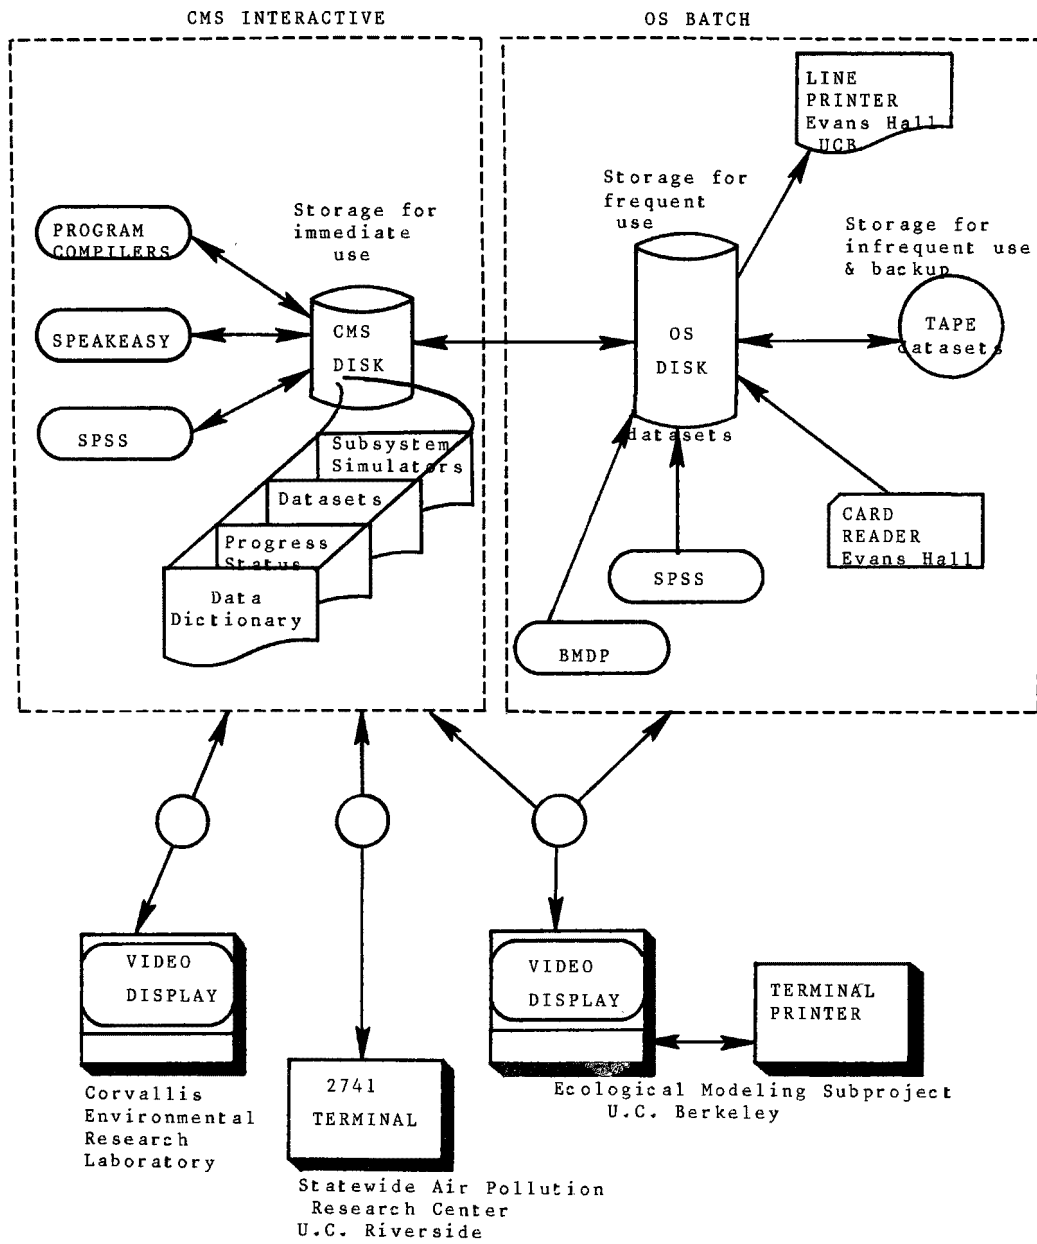 CMS INTERACTIVE
OS BATCH
LINE
PRINTER
Evans Hall
UCB
Storage for
frequent
use
Storage for
immediate
use
PROGRAM
COMPILERS
Storage for
infrequent use
& backup
SPEAKEASY
CMS
DISK
OS
DISK
TAPE
datasets
SPSS
datasets
Subsystem
Simulators
Datasets
Progress
Status
Data
Dictionary
CARD
READER
Evans Hall
SPSS
BMDP
VIDEO
DISPLAY
Corvallis
Environmental
Research
Laboratory
2741
TERMINAL
Statewide Air Pollution
Research Center
U.C. Riverside
VIDEO
DISPLAY
TERMINAL
PRINTER
Ecological Modeling Subproject
U.C. Berkeley